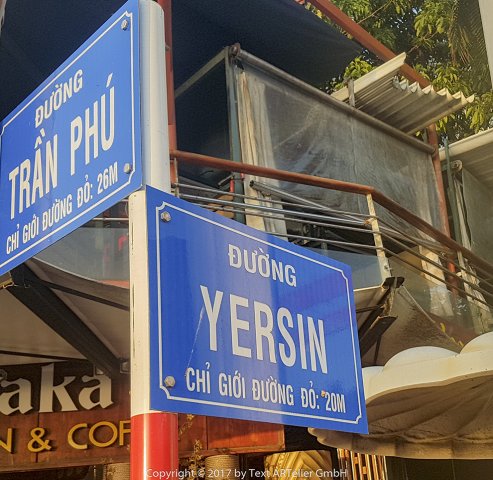 ĐƯỜNG
TRẦN PHÚ
CHỈ GIỚI ĐƯỜNG ĐỎ: 26M
ĐƯỜNG
YERSIN
CHỈ GIỚI ĐƯỜNG ĐỎ: 20M
aka
N & COF
Copyright © 2017 by Text ARTelier GmbH